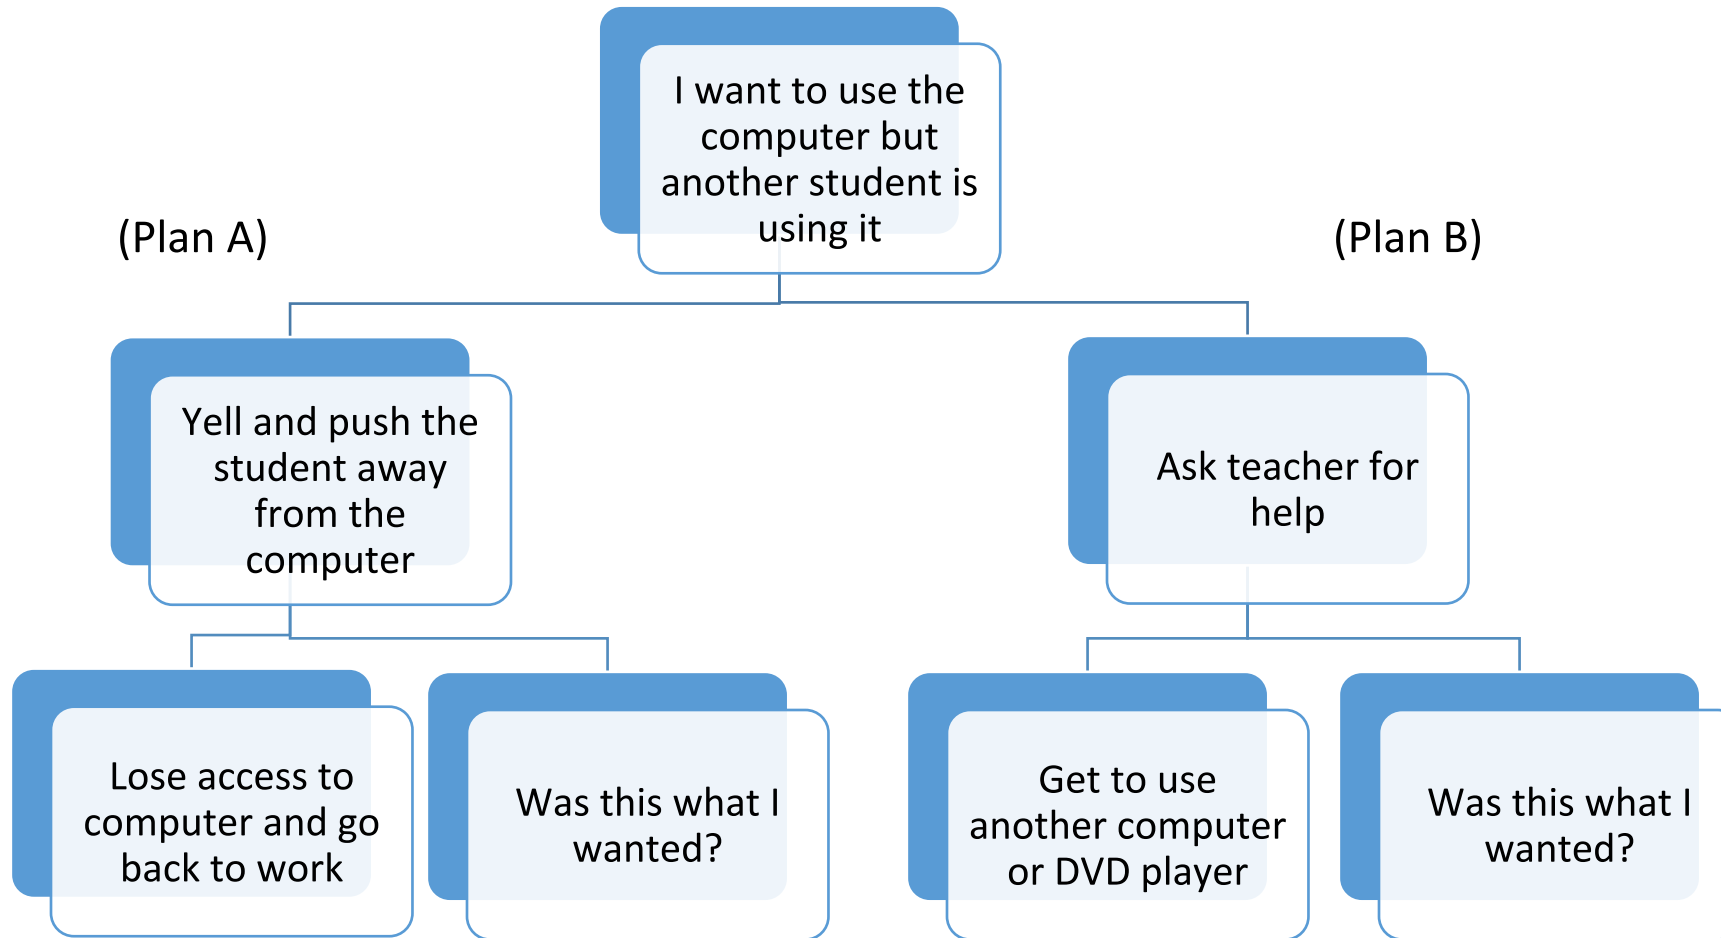 I want to use the
computer but
another student is
using it
(Plan A)
(Plan B)
Yell and push the
student away
from the
computer
Ask teacher for
help
Lose access to
computer and go
back to work
Was this what I
wanted?
Get to use
another computer
or DVD player
Was this what I
wanted?